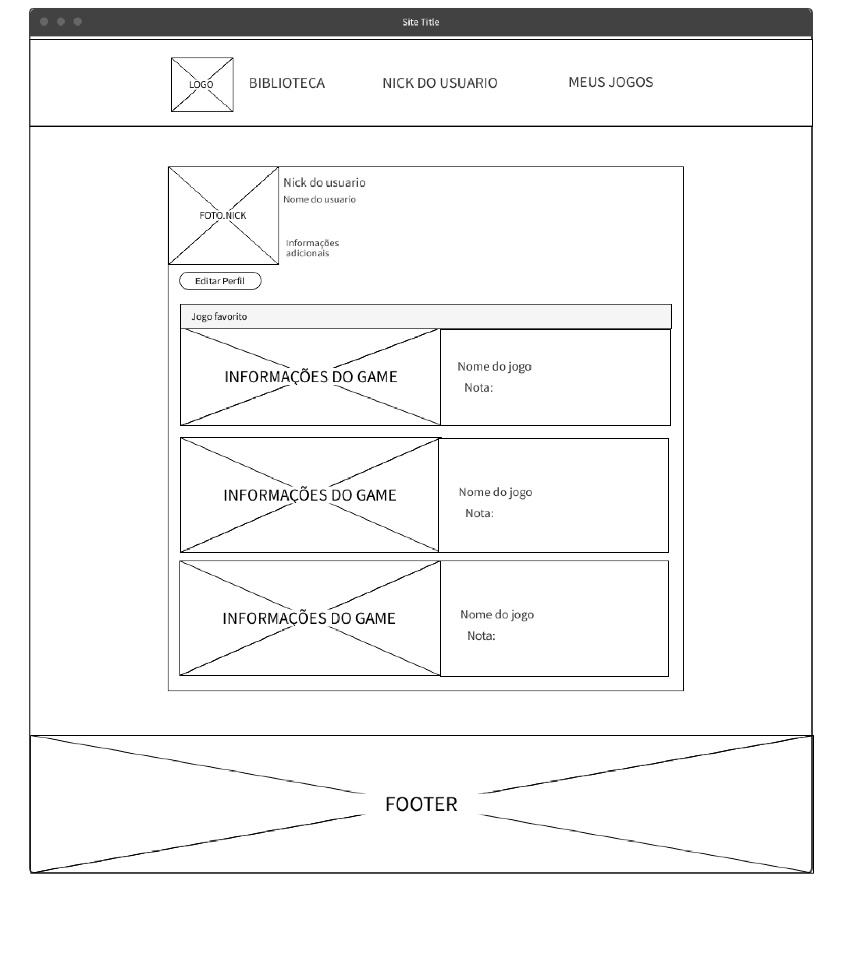 Site Title
LOGO
BIBLIOTECA
NICK DO USUARIO
MEUS JOGOS
FOTO.NICK
Nick do usuario
Nome do usuario
Informações
adicionais
Editar Perfil
Jogo favorito
INFORMAÇÕES DO GAME
Nome do jogo
Nota:
INFORMAÇÕES DO GAME
Nome do jogo
Nota:
INFORMAÇÕES DO GAME
Nome do jogo
Nota:
FOOTER